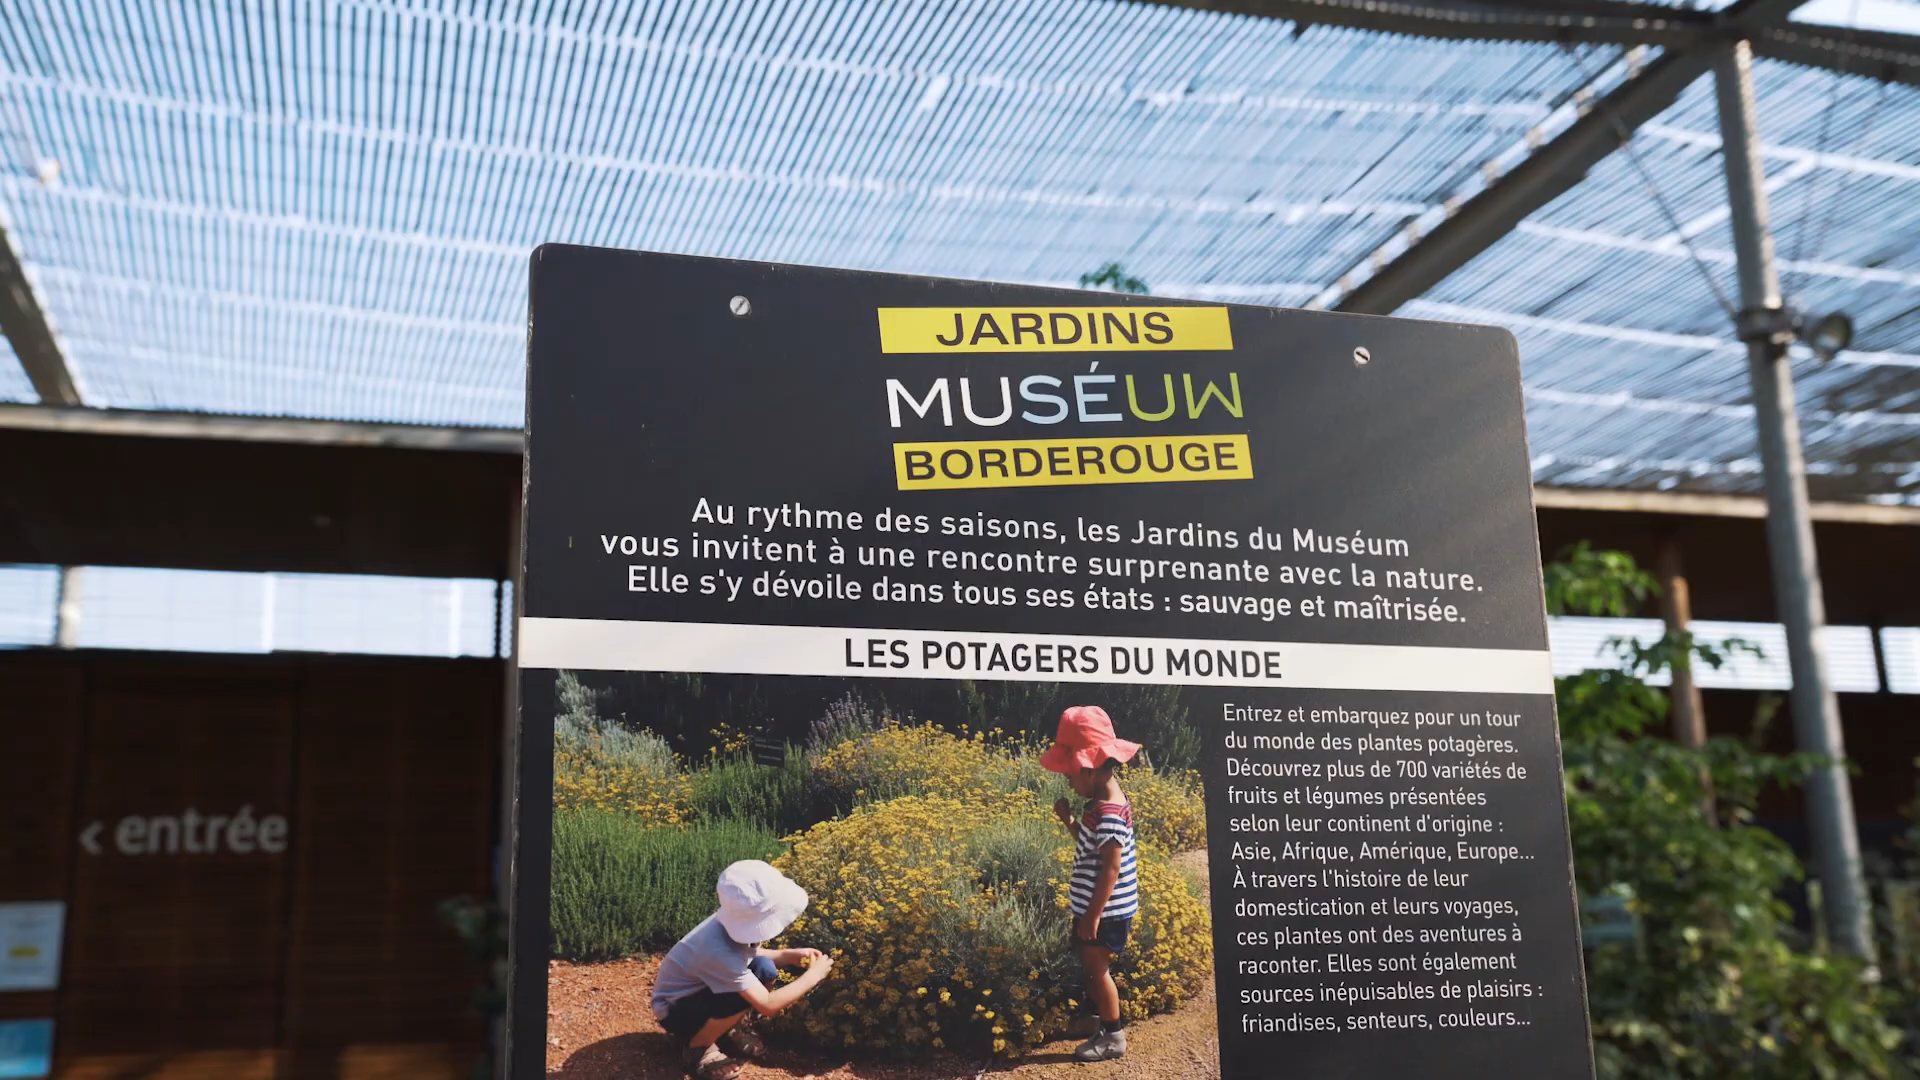 JARDINS
MUSÉUM
BORDEROUGE
Au rythme des saisons, les Jardins du Muséum
vous invitent à une rencontre surprenante avec la nature.
Elle s'y dévoile dans tous ses états : sauvage et maîtrisée.
LES POTAGERS DU MONDE
Entrez et embarquez pour un tour
du monde des plantes potagères.
Découvrez plus de 700 variétés de
fruits et légumes présentées
selon leur continent d'origine :
Asie, Afrique, Amérique, Europe...
À travers l'histoire de leur
domestication et leurs voyages,
ces plantes ont des aventures à
raconter. Elles sont également
sources inépuisables de plaisirs :
friandises, senteurs, couleurs...
< entrée